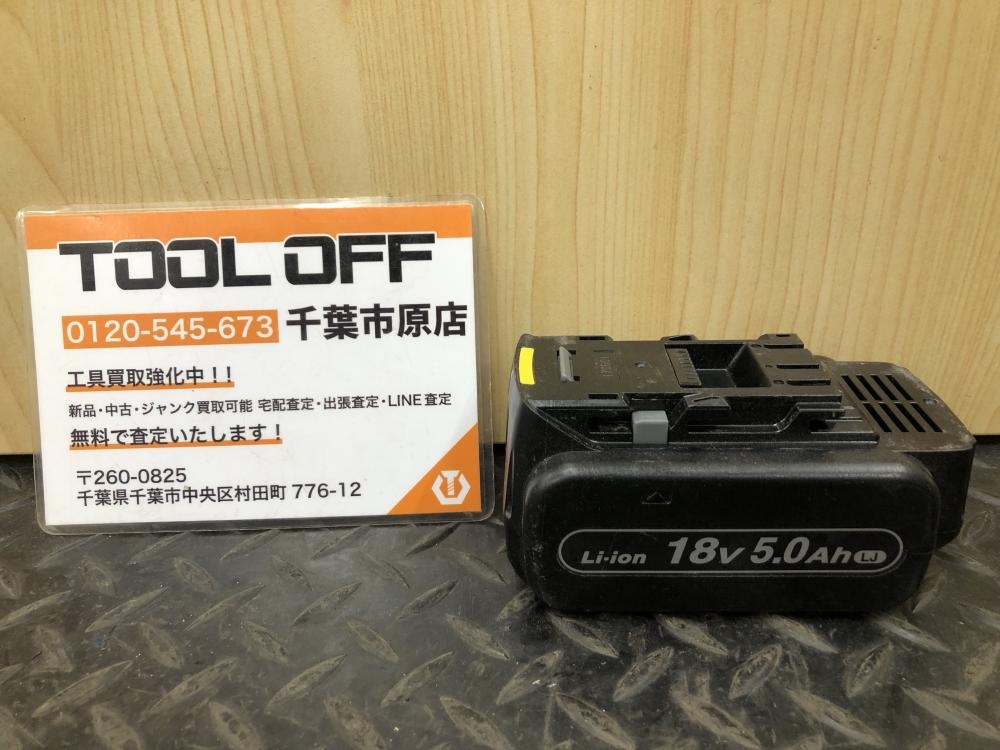 TOOL OFF
0120-545-673 千葉市原店
工具買取強化中！！
新品・中古・ジャンク買取可能 宅配査定・出張査定・LINE査定
無料で査定いたします！
〒260-0825
千葉県千葉市中央区村田町 776-12
Li-ion 18V 5.0Ah LJ